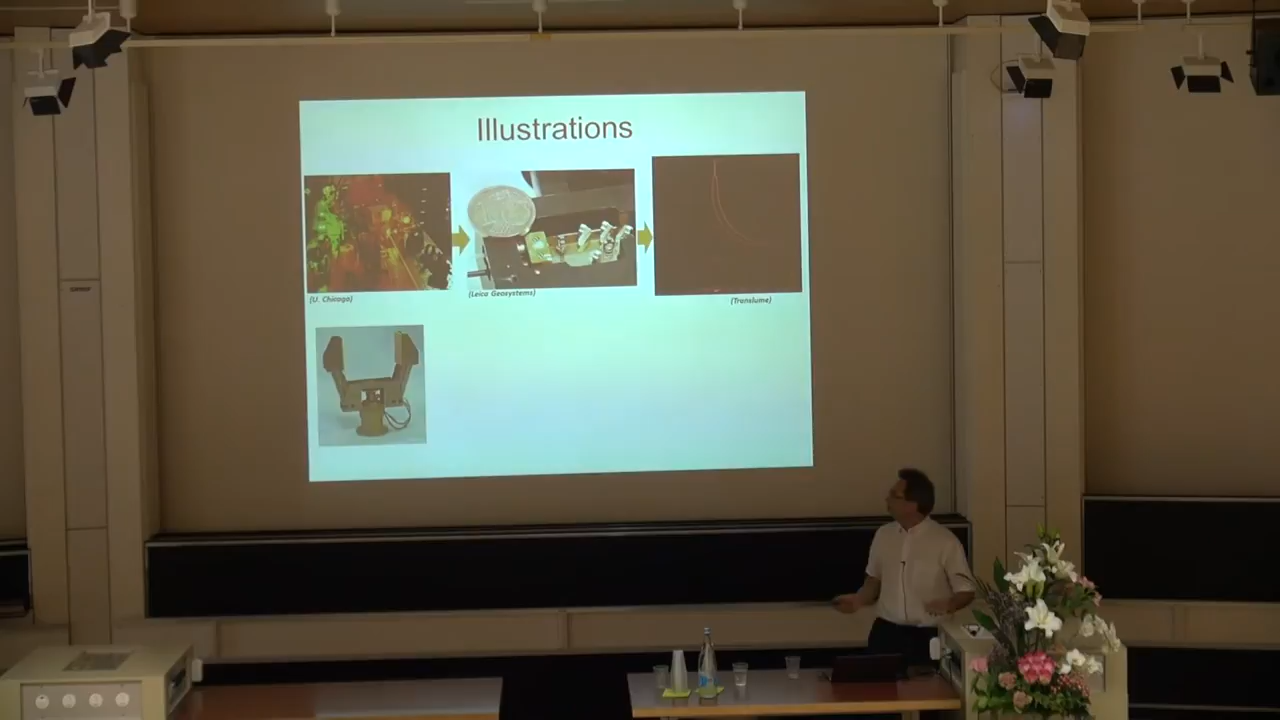 Illustrations
(U. Chicago)
(Leica Geosystems)
(Translume)